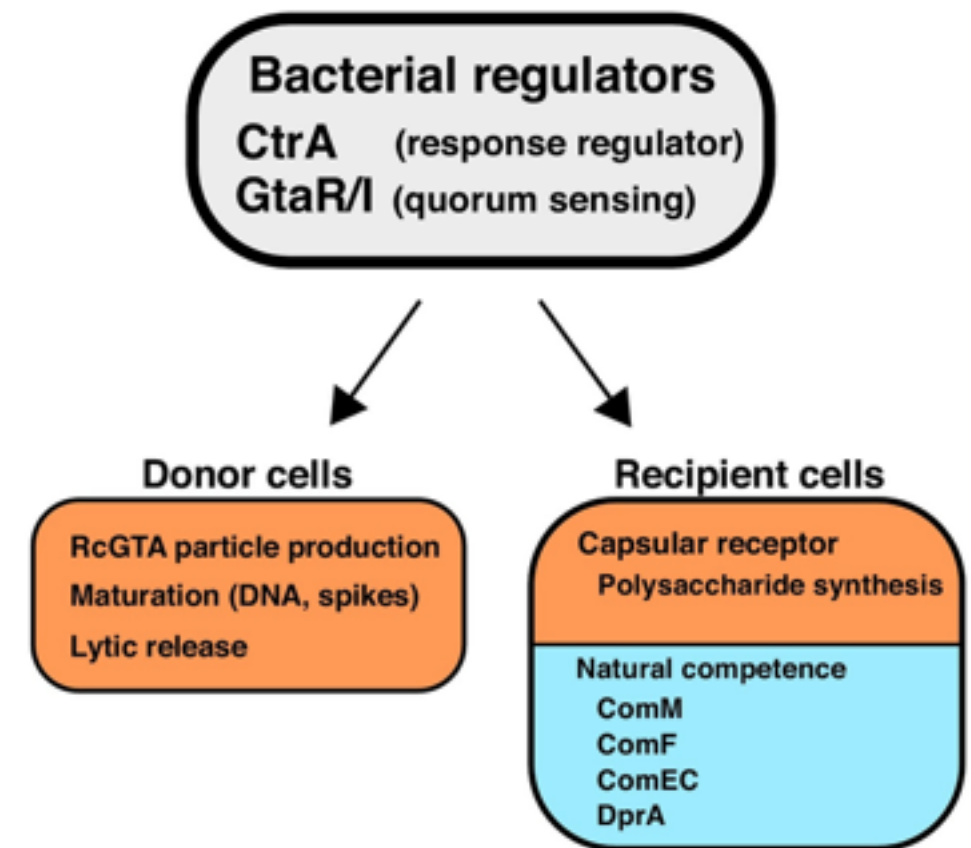 Bacterial regulators
CtrA (response regulator)
GtaR/I (quorum sensing)
Donor cells
RcGTA particle production
Maturation (DNA, spikes)
Lytic release
Recipient cells
Capsular receptor
Polysaccharide synthesis
Natural competence
ComM
ComF
ComEC
DprA